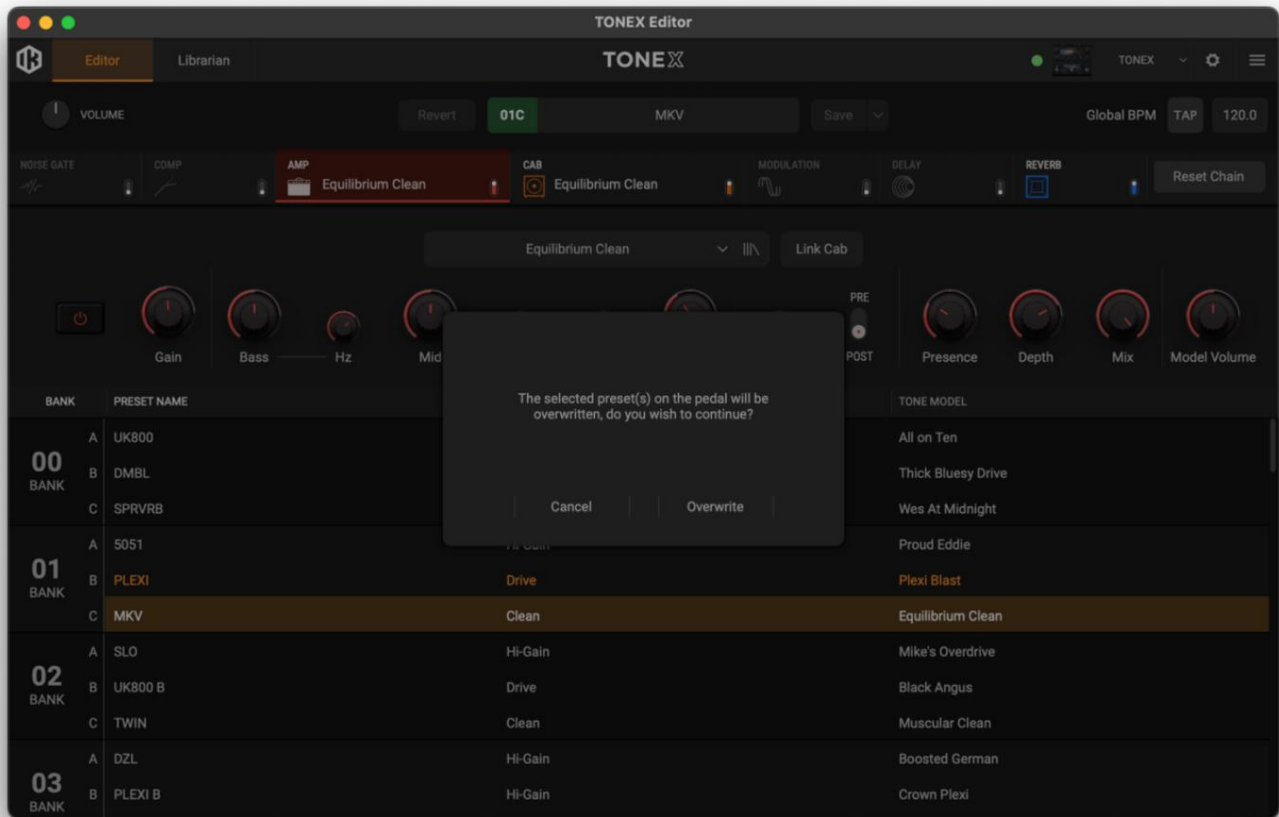 TONEX Editor
Editor
Librarian
TONEX
TONEX
VOLUME
Revert
01C
MKV
Save
Global BPM
TAP
120.0
NOISE GATE
COMP
AMP
Equilibrium Clean
CAB
Equilibrium Clean
MODULATION
DELAY
REVERB
Reset Chain
Equilibrium Clean
Link Cab
Gain
Bass
Hz
Mid
PRE
POST
Presence
Depth
Mix
Model Volume
The selected preset(s) on the pedal will be
overwritten, do you wish to continue?
Cancel
Overwrite
BANK
PRESET NAME
TONE MODEL
00
BANK
A UK800 All on Ten
B DMBL Thick Bluesy Drive
C SPRVRB Wes At Midnight
01
BANK
A 5051 Hi-Gain Proud Eddie
B PLEXI Drive Plexi Blast
C MKV Clean Equilibrium Clean
02
BANK
A SLO Hi-Gain Mike's Overdrive
B UK800 B Drive Black Angus
C TWIN Clean Muscular Clean
03
BANK
A DZL Hi-Gain Boosted German
B PLEXI B Hi-Gain Crown Plexi